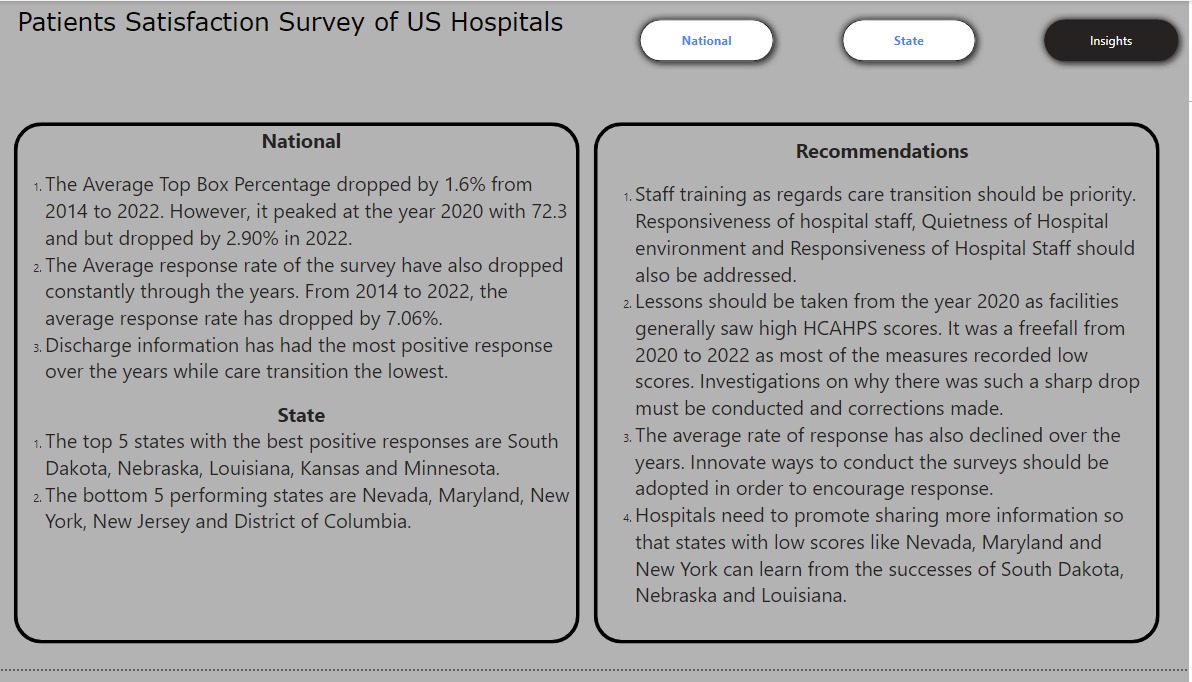 Patients Satisfaction Survey of US Hospitals
National
State
Insights
National
1. The Average Top Box Percentage dropped by 1.6% from
2014 to 2022. However, it peaked at the year 2020 with 72.3
and but dropped by 2.90% in 2022.
2. The Average response rate of the survey have also dropped
constantly through the years. From 2014 to 2022, the
average response rate has dropped by 7.06%.
3. Discharge information has had the most positive response
over the years while care transition the lowest.
State
1. The top 5 states with the best positive responses are South
Dakota, Nebraska, Louisiana, Kansas and Minnesota.
2. The bottom 5 performing states are Nevada, Maryland, New
York, New Jersey and District of Columbia.
Recommendations
1. Staff training as regards care transition should be priority.
Responsiveness of hospital staff, Quietness of Hospital
environment and Responsiveness of Hospital Staff should
also be addressed.
2. Lessons should be taken from the year 2020 as facilities
generally saw high HCAHPS scores. It was a freefall from
2020 to 2022 as most of the measures recorded low
scores. Investigations on why there was such a sharp drop
must be conducted and corrections made.
3. The average rate of response has also declined over the
years. Innovate ways to conduct the surveys should be
adopted in order to encourage response.
4. Hospitals need to promote sharing more information so
that states with low scores like Nevada, Maryland and
New York can learn from the successes of South Dakota,
Nebraska and Louisiana.